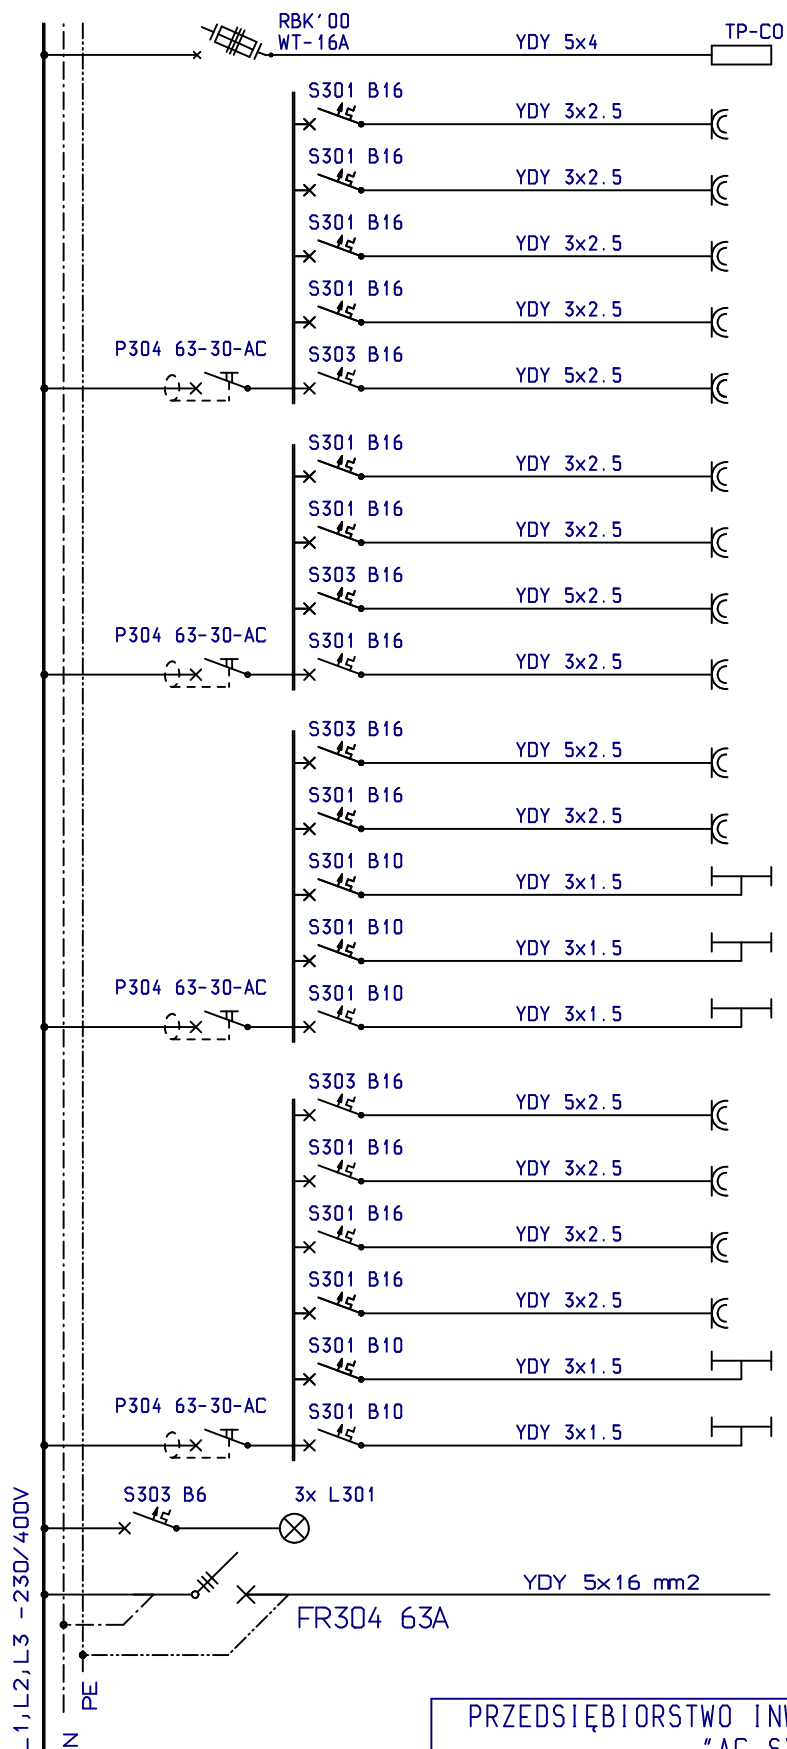 RBK'00
WT-16A
YDY 5x4
TP-CO
S301 B16
YDY 3x2.5
S301 B16
YDY 3x2.5
S301 B16
YDY 3x2.5
S301 B16
YDY 3x2.5
P304 63-30-AC
S303 B16
YDY 5x2.5
S301 B16
YDY 3x2.5
S301 B16
YDY 3x2.5
S303 B16
YDY 5x2.5
P304 63-30-AC
S301 B16
YDY 3x2.5
S303 B16
YDY 5x2.5
S301 B16
YDY 3x2.5
S301 B10
YDY 3x1.5
S301 B10
YDY 3x1.5
P304 63-30-AC
S301 B10
YDY 3x1.5
S303 B16
YDY 5x2.5
S301 B16
YDY 3x2.5
S301 B16
YDY 3x2.5
S301 B16
YDY 3x2.5
S301 B10
YDY 3x1.5
P304 63-30-AC
S301 B10
YDY 3x1.5
S303 B6
3x L301
YDY 5x16 mm2
FR304 63A
-1,L2,L3 -230/400V
N
PE
PRZEDSIĘBIORSTWO
"AC